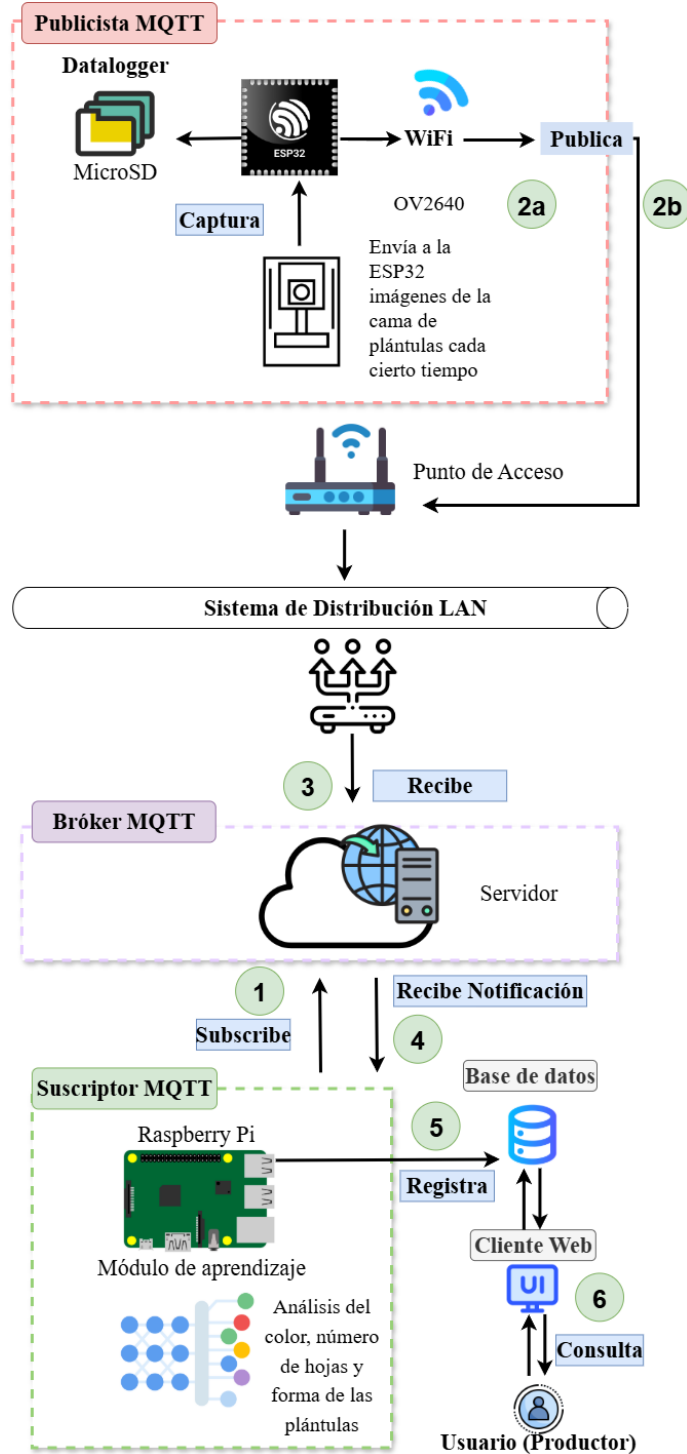 Publicista MQTT
Datalogger
MicroSD
ESP32
WiFi
Publica
Captura
OV2640
2a
2b
Envía a la
ESP32
imágenes de la
cama de
plántulas cada
cierto tiempo
Punto de Acceso
Sistema de Distribución LAN
3
Recibe
Bróker MQTT
Servidor
1
Subscribe
Recibe Notificación
4
Suscriptor MQTT
Base de datos
Raspberry Pi
5
Registra
Módulo de aprendizaje
Cliente Web
UI
6
Análisis del
color, número
de hojas y
forma de las
plántulas
Consulta
Usuario (Productor)